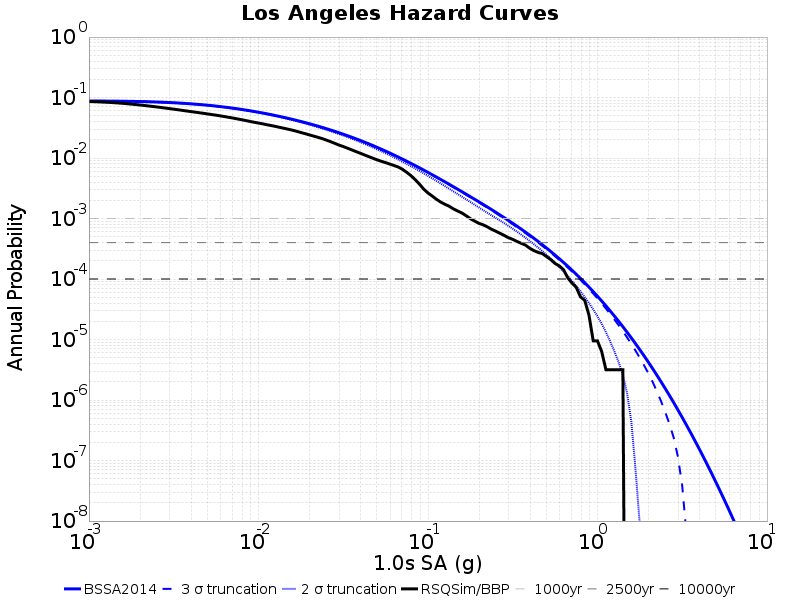 Los Angeles Hazard Curves
Annual Probability
10^0
10^-1
10^-2
10^-3
10^-4
10^-5
10^-6
10^-7
10^-8
10^-3 10^-2 10^-1 10^0 10^1
1.0s SA (g)
BSSA2014 3 σ truncation 2 σ truncation RSQSim/BBP 1000yr 2500yr 10000yr